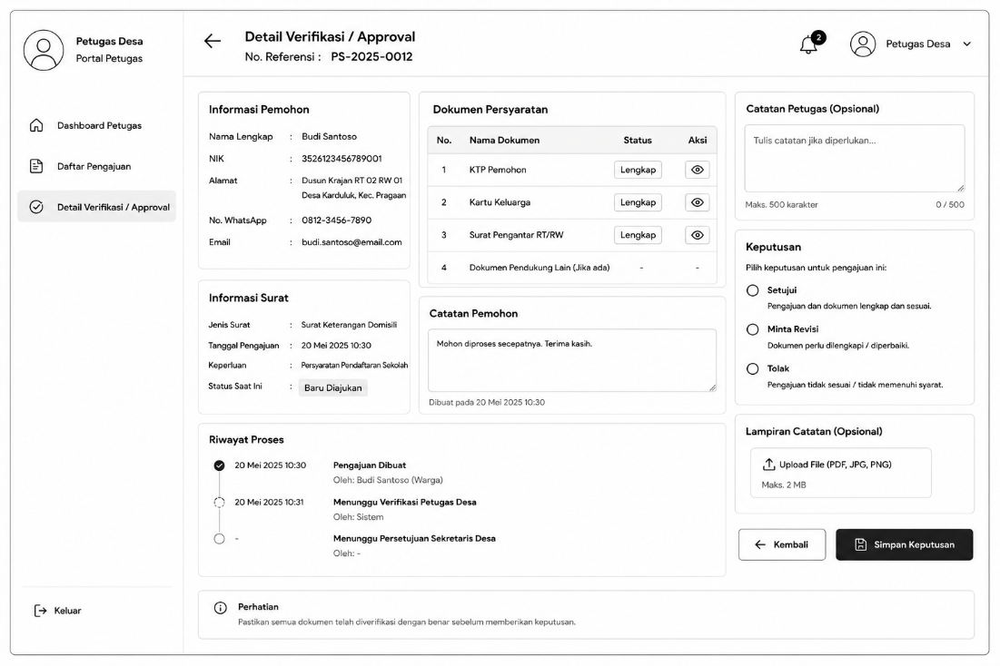 Petugas Desa
Portal Petugas
Dashboard Petugas
Daftar Pengajuan
Detail Verifikasi / Approval
Keluar
Detail Verifikasi / Approval
No. Referensi : PS-2025-0012
2
Petugas Desa
Informasi Pemohon
Nama Lengkap : Budi Santoso
NIK : 3526123456789001
Alamat : Dusun Krajan RT 02 RW 01
Desa Karduluk, Kec. Pragaan
No. WhatsApp : 0812-3456-7890
Email : budi.santoso@email.com
Informasi Surat
Jenis Surat : Surat Keterangan Domisili
Tanggal Pengajuan : 20 Mei 2025 10:30
Keperluan : Persyaratan Pendaftaran Sekolah
Status Saat Ini : Baru Diajukan
Dokumen Persyaratan
No. Nama Dokumen Status Aksi
1 KTP Pemohon Lengkap
2 Kartu Keluarga Lengkap
3 Surat Pengantar RT/RW Lengkap
4 Dokumen Pendukung Lain (Jika ada) - -
Catatan Pemohon
Mohon diproses secepatnya. Terima kasih.
Dibuat pada 20 Mei 2025 10:30
Riwayat Proses
20 Mei 2025 10:30 Pengajuan Dibuat
Oleh: Budi Santoso (Warga)
20 Mei 2025 10:31 Menunggu Verifikasi Petugas Desa
Oleh: Sistem
- Menunggu Persetujuan Sekretaris Desa
Oleh: -
Catatan Petugas (Opsional)
Tulis catatan jika diperlukan...
Maks. 500 karakter 0 / 500
Keputusan
Pilih keputusan untuk pengajuan ini:
Setujui
Pengajuan dan dokumen lengkap dan sesuai.
Minta Revisi
Dokumen perlu dilengkapi / diperbaiki.
Tolak
Pengajuan tidak sesuai / tidak memenuhi syarat.
Lampiran Catatan (Opsional)
Upload File (PDF, JPG, PNG)
Maks. 2 MB
Kembali
Simpan Keputusan
Perhatian
Pastikan semua dokumen telah diverifikasi dengan benar sebelum memberikan keputusan.